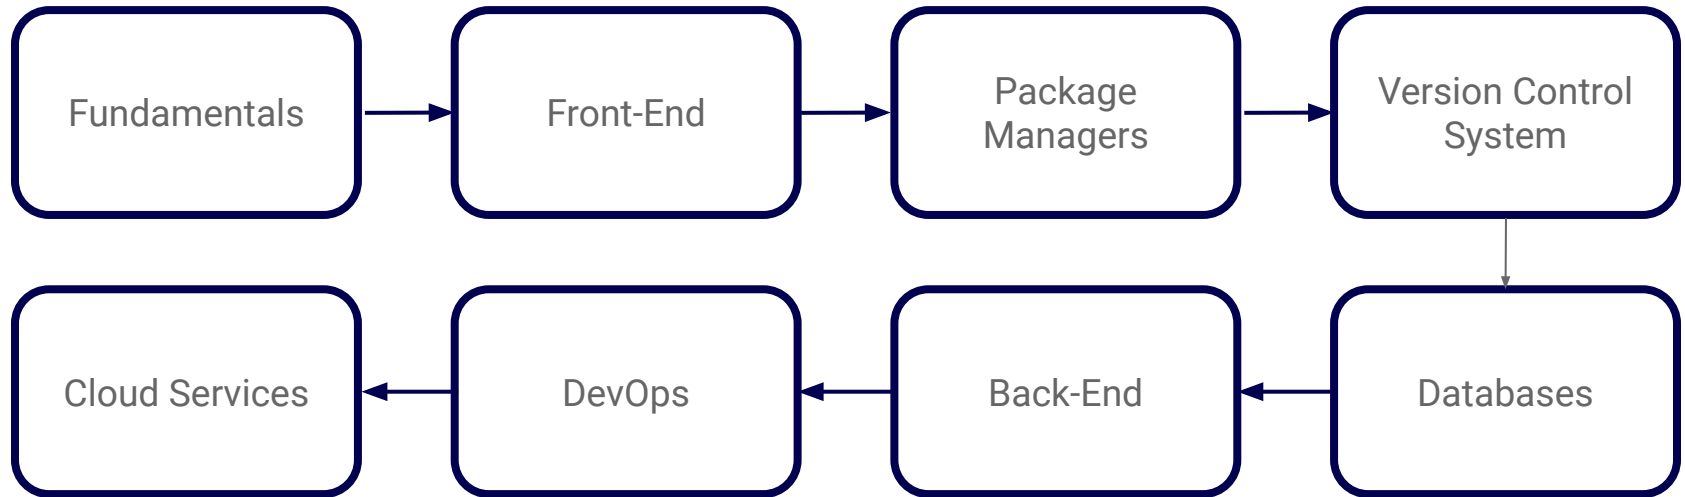 Fundamentals
Front-End
Package
Managers
Version Control
System
Cloud Services
DevOps
Back-End
Databases